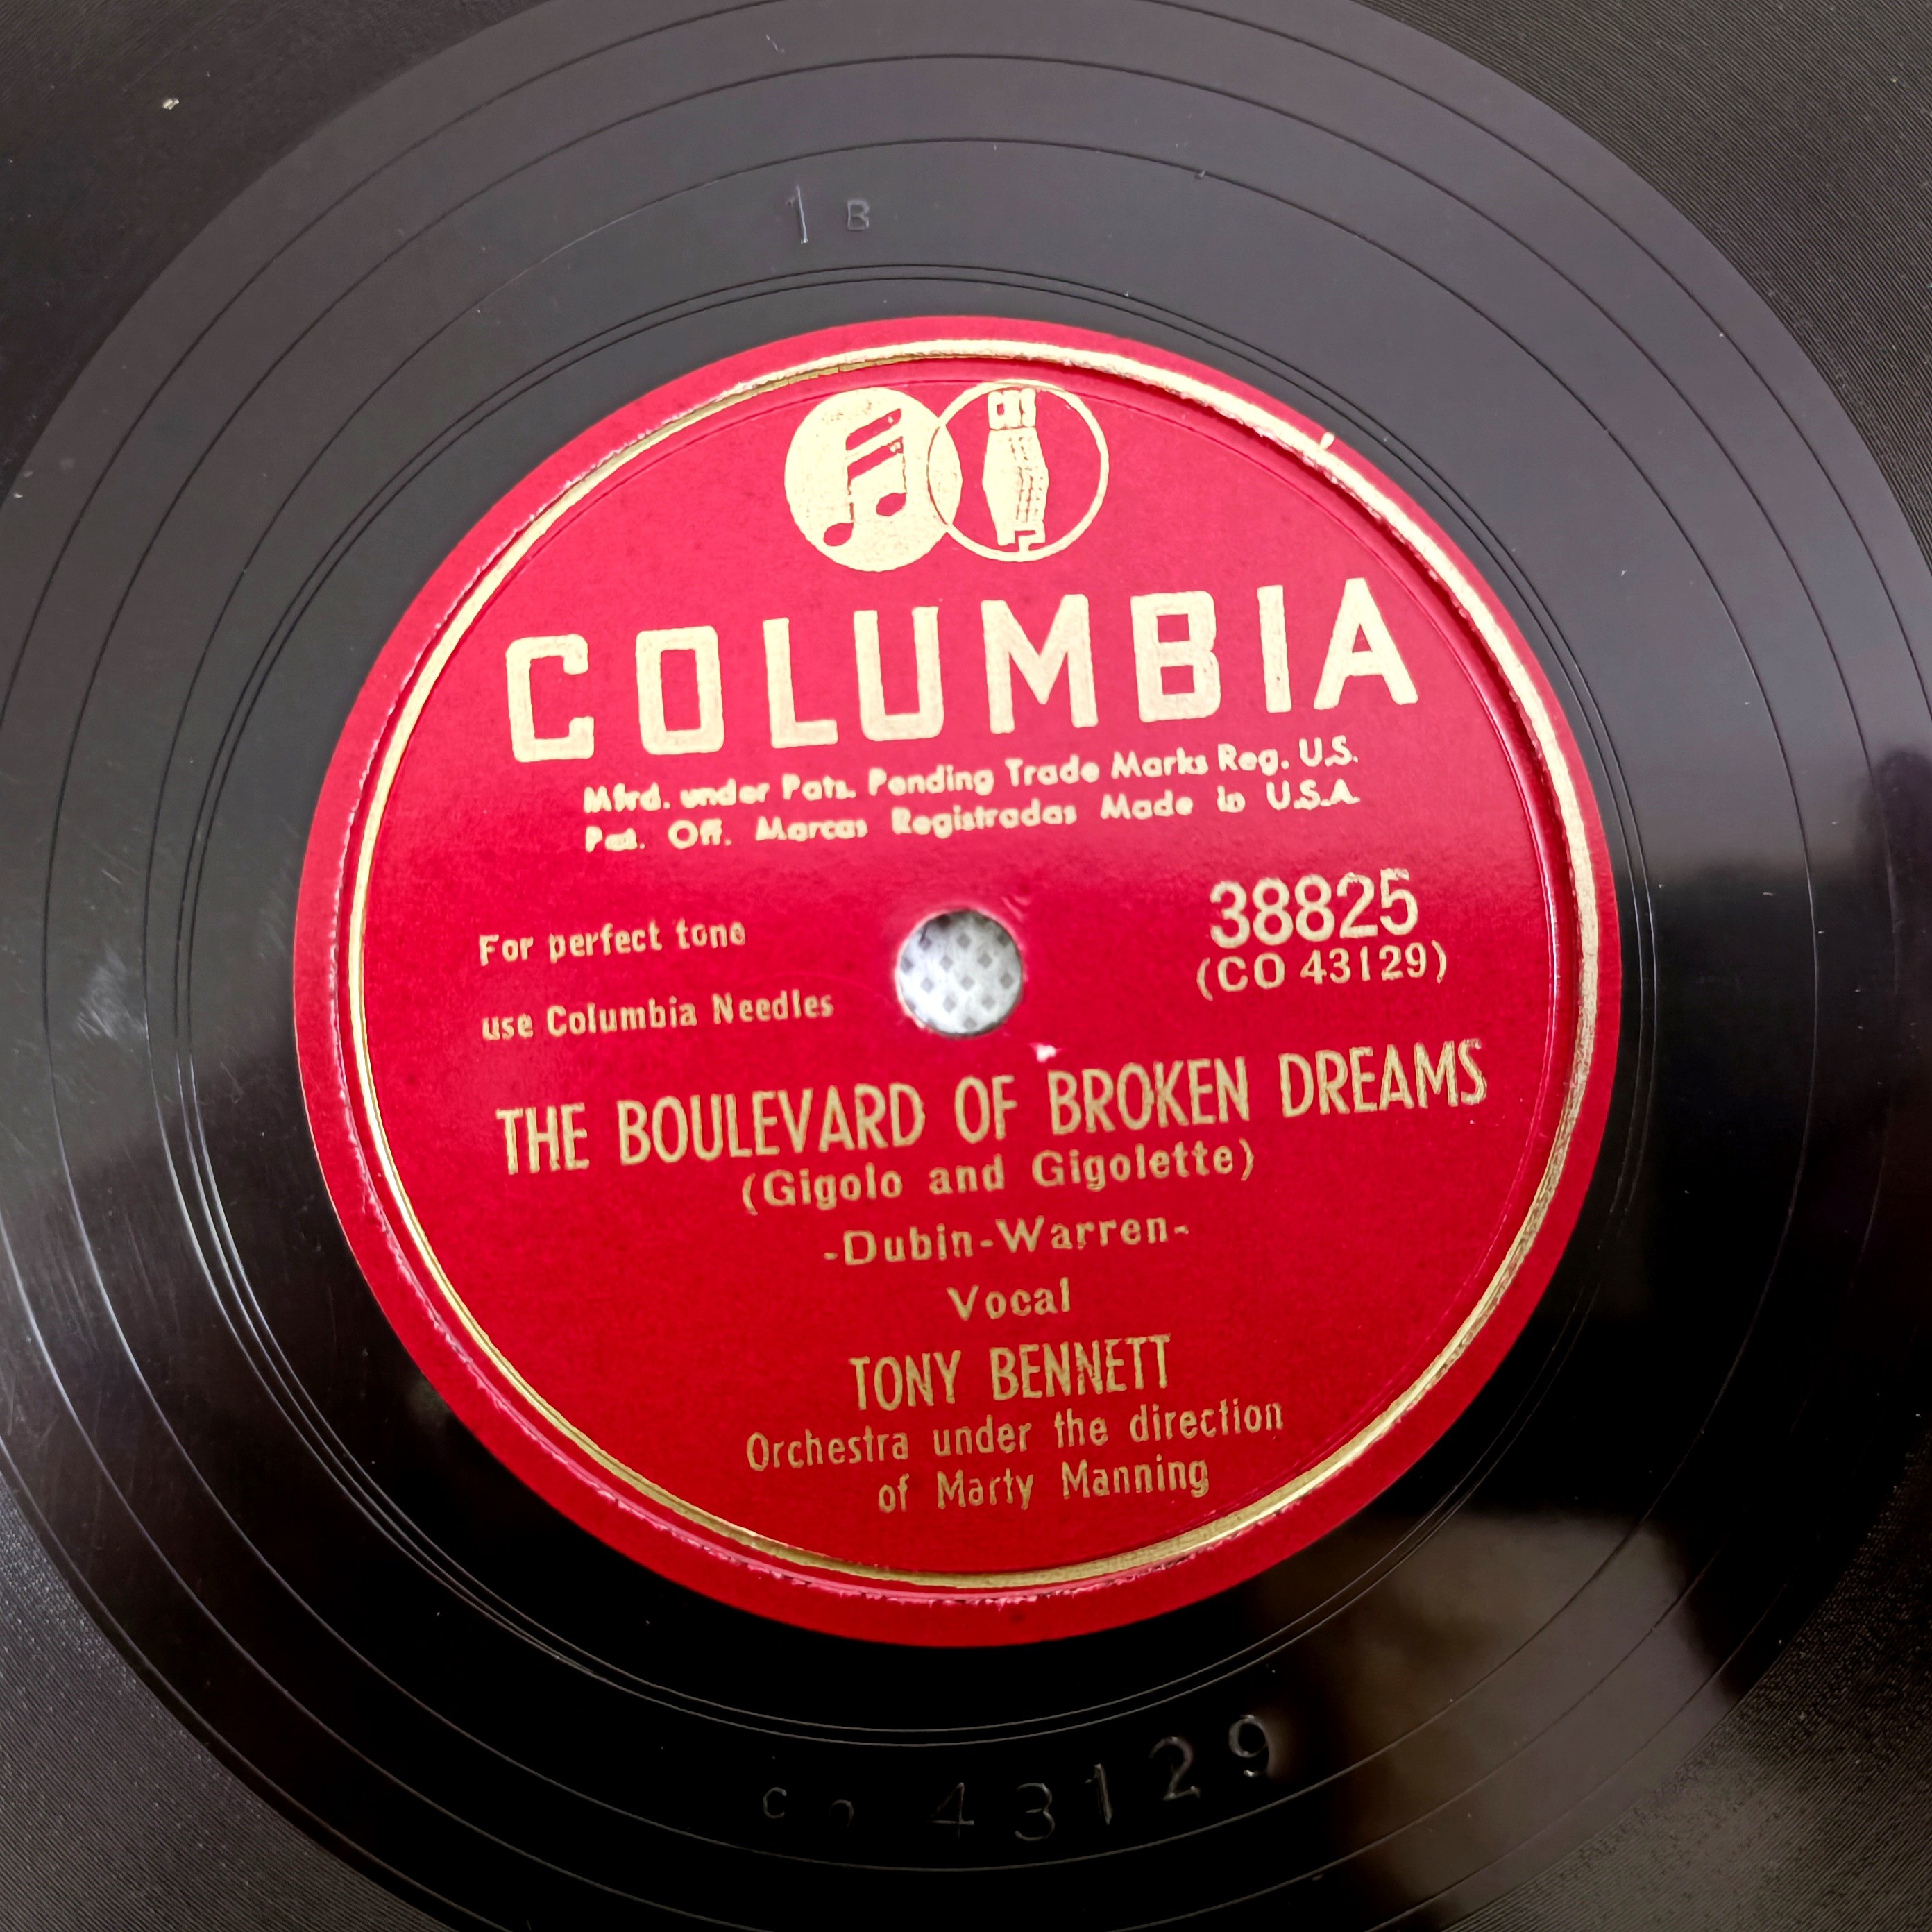 1 B
CBS
COLUMBIA
Mfrd. under Pats. Pending Trade Marks Reg. U.S.
Pat. Off. Marcas Registradas Made in U.S.A.
38825
(CO 43129)
For perfect tone
use Columbia Needles
THE BOULEVARD OF BROKEN DREAMS
(Gigolo and Gigolette)
-Dubin-Warren-
Vocal
TONY BENNETT
Orchestra under the direction
of Marty Manning
CO 43129